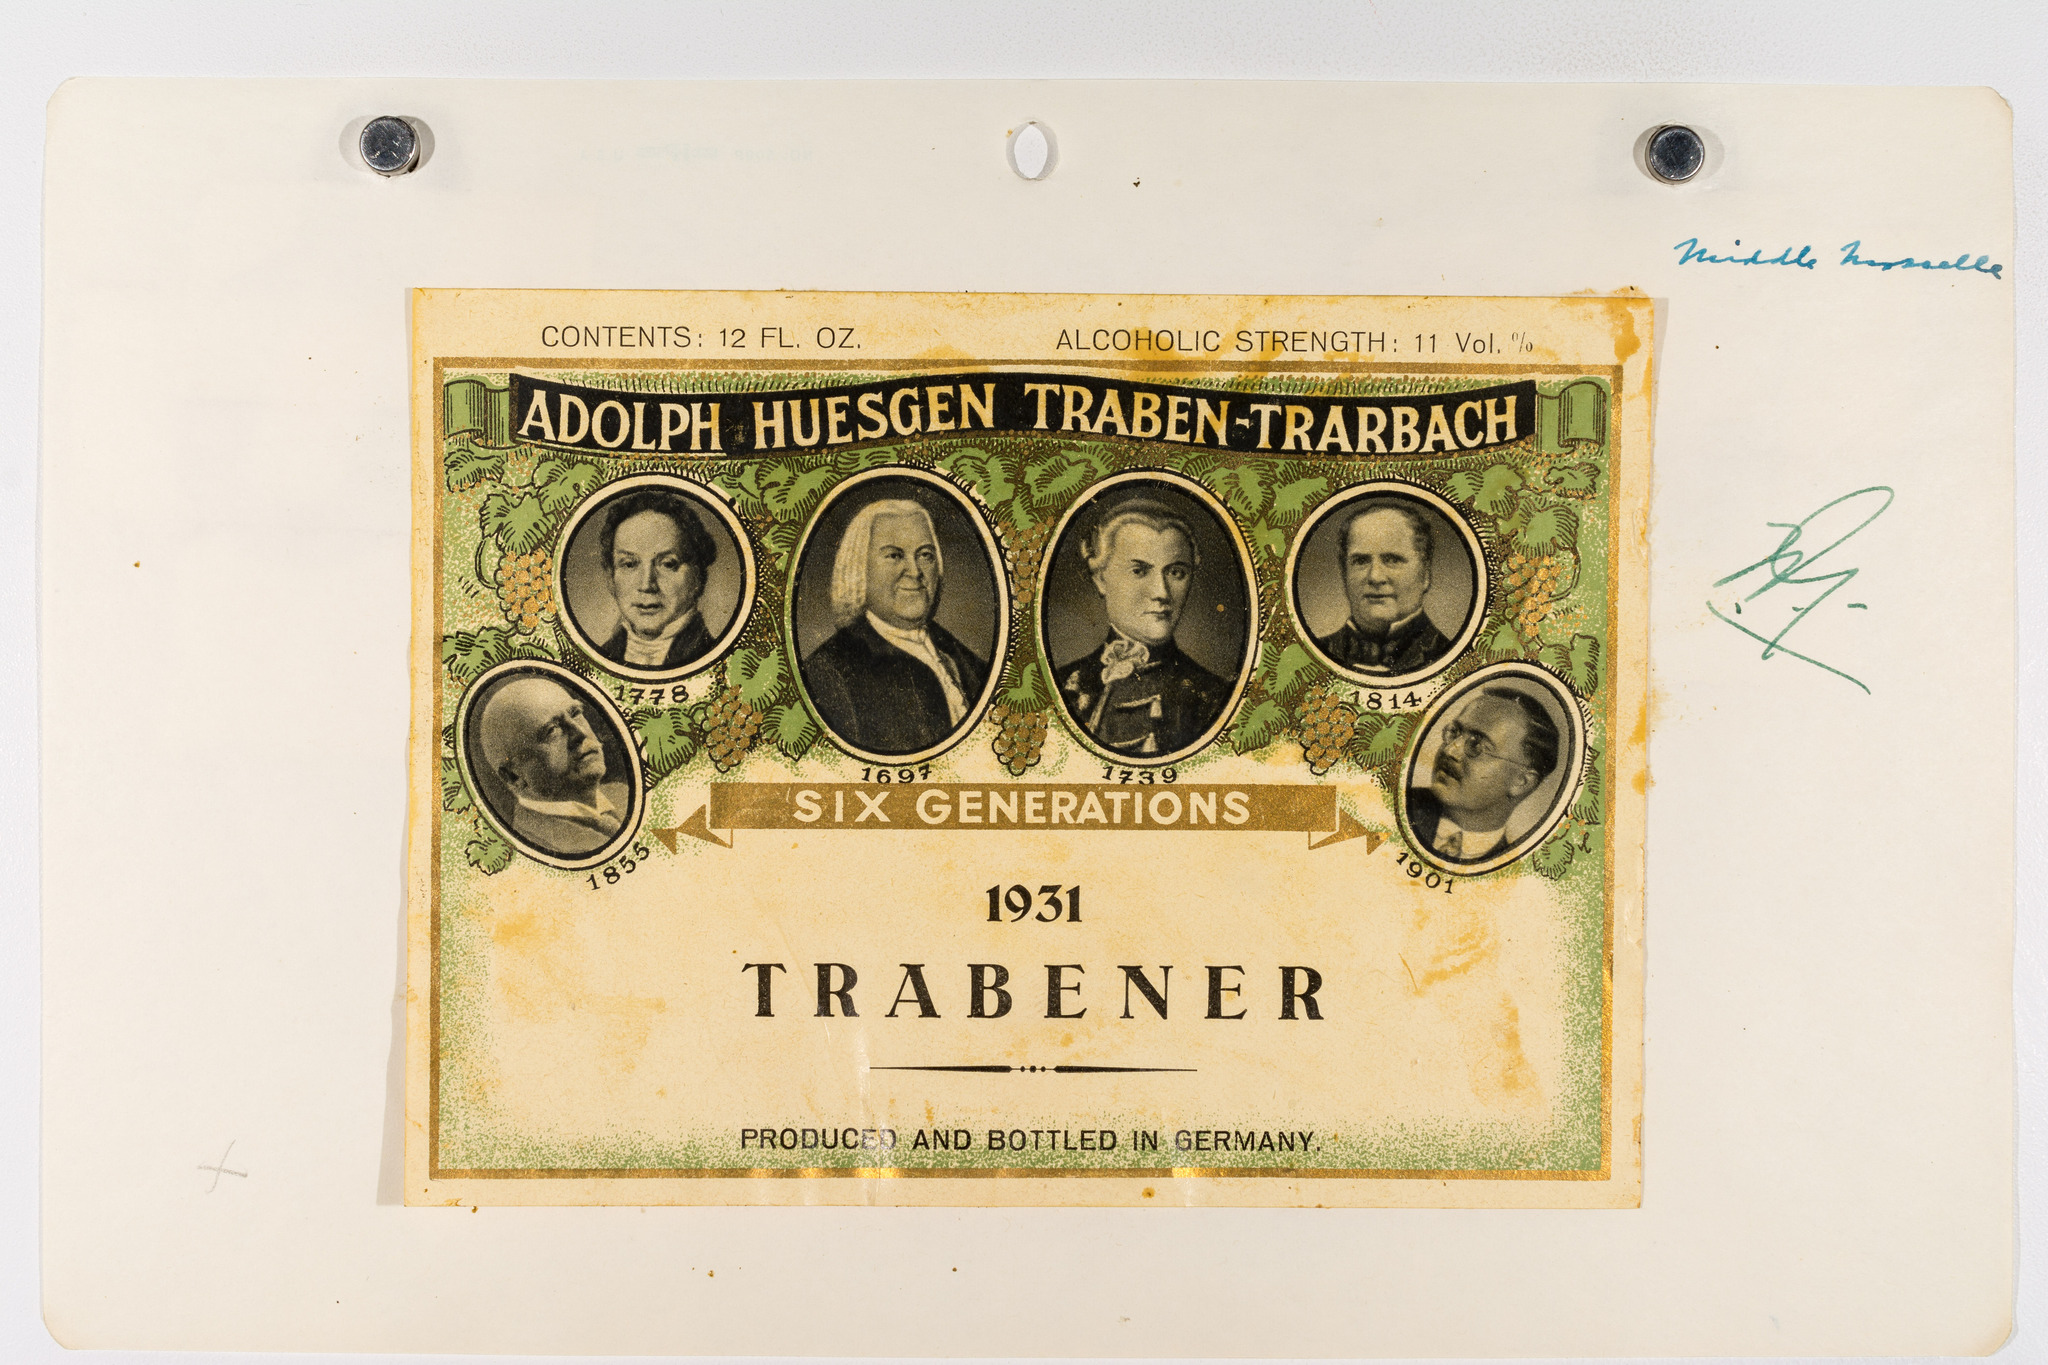 Middle Mosselle
CONTENTS: 12 FL. OZ.
ALCOHOLIC STRENGTH: 11 Vol. %
ADOLPH HUESGEN TRABEN-TRARBACH
1778
1814
1697
1739
1855
1901
SIX GENERATIONS
1931
TRABENER
PRODUCED AND BOTTLED IN GERMANY.